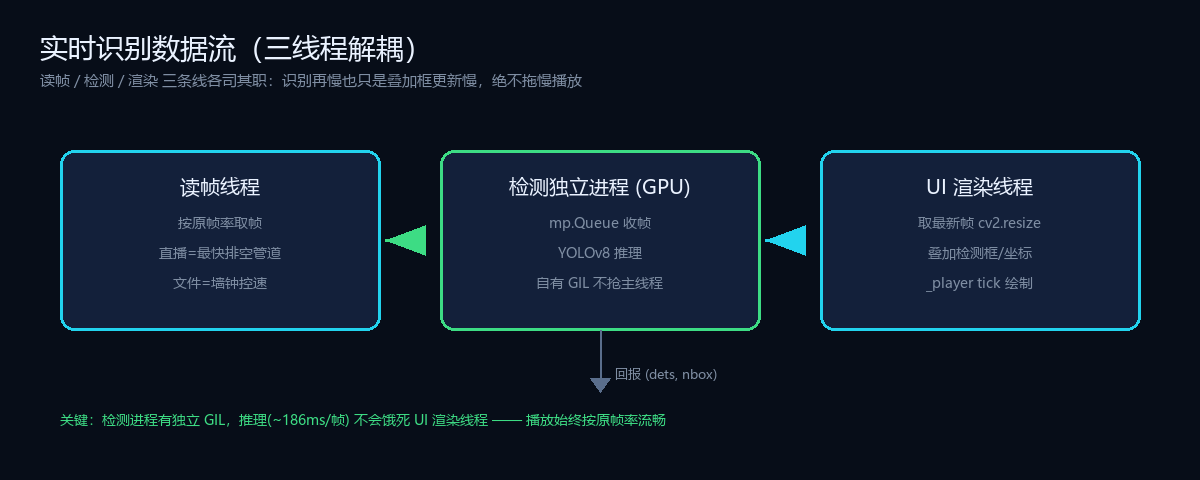 实时识别数据流（三线程解耦）
读帧 / 检测 / 渲染 三条线各司其职：识别再慢也只是叠加框更新慢，绝不拖慢播放
读帧线程
按原帧率取帧
直播=最快排空管道
文件=墙钟控速
检测独立进程 (GPU)
mp.Queue 收帧
YOLOv8 推理
自有 GIL 不抢主线程
UI 渲染线程
取最新帧 cv2.resize
叠加检测框/坐标
_player tick 绘制
回报 (dets, nbox)
关键：检测进程有独立 GIL，推理(~186ms/帧) 不会饿死 UI 渲染线程 —— 播放始终按原帧率流畅